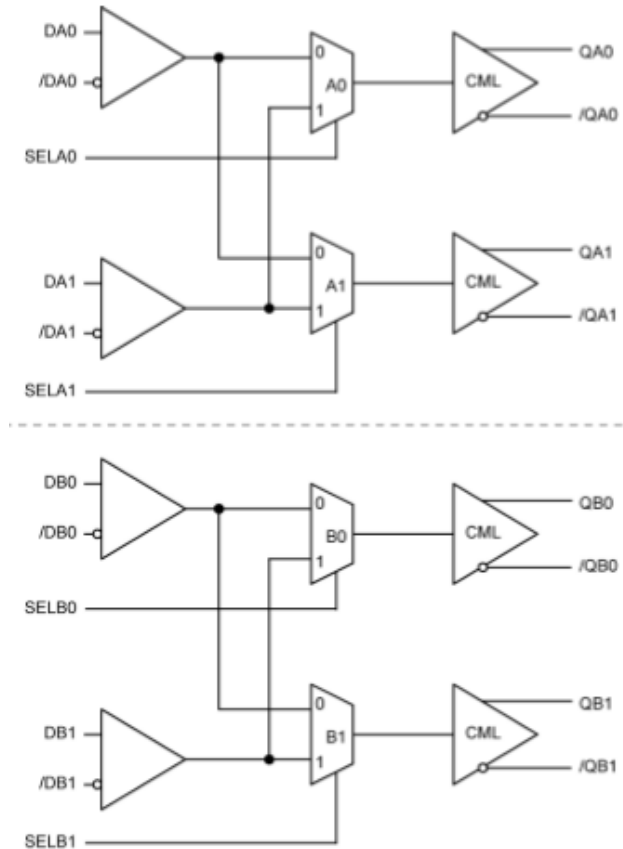 DA0
/DA0
0
A0
1
CML
QA0
/QA0
SELA0
DA1
/DA1
0
A1
1
CML
QA1
/QA1
SELA1
DB0
/DB0
0
B0
1
CML
QB0
/QB0
SELB0
DB1
/DB1
0
B1
1
CML
QB1
/QB1
SELB1